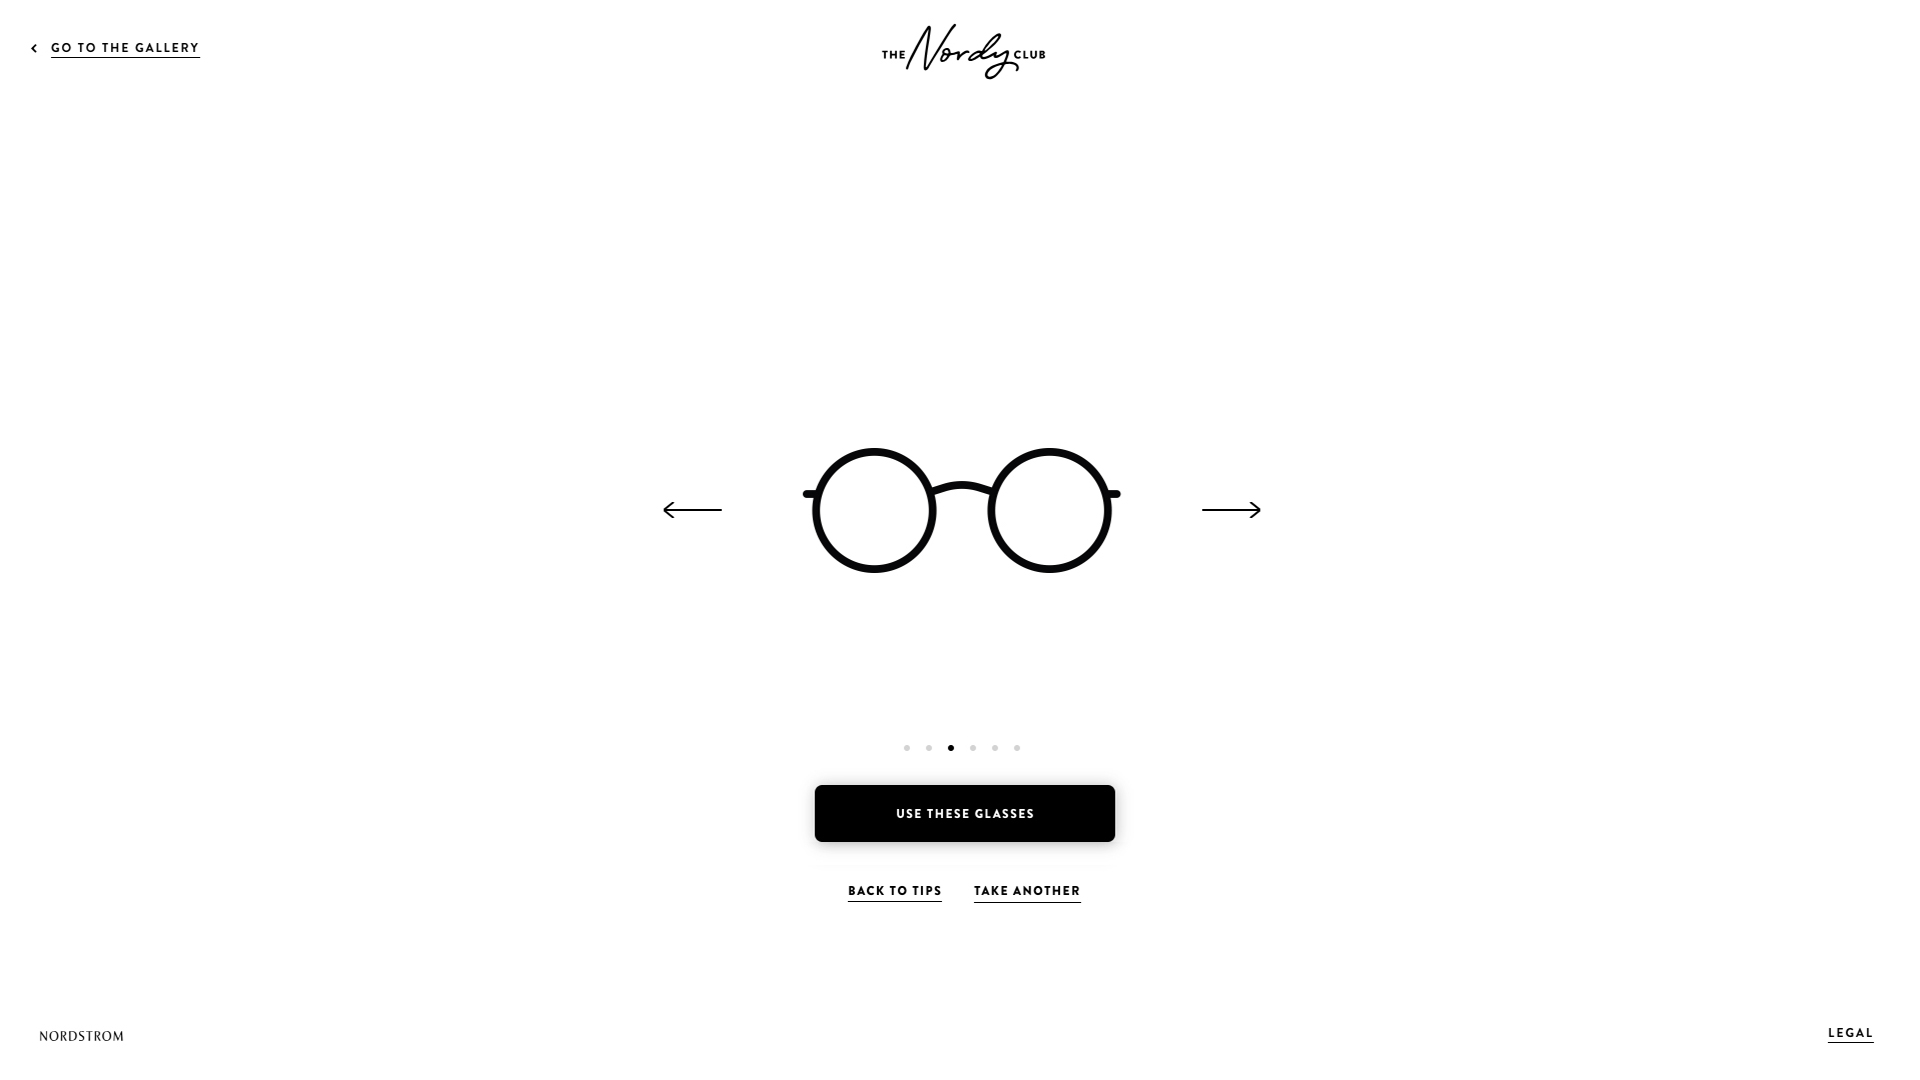 GO TO THE GALLERY
THE Nordy CLUB
USE THESE GLASSES
BACK TO TIPS TAKE ANOTHER
NORDSTROM
LEGAL